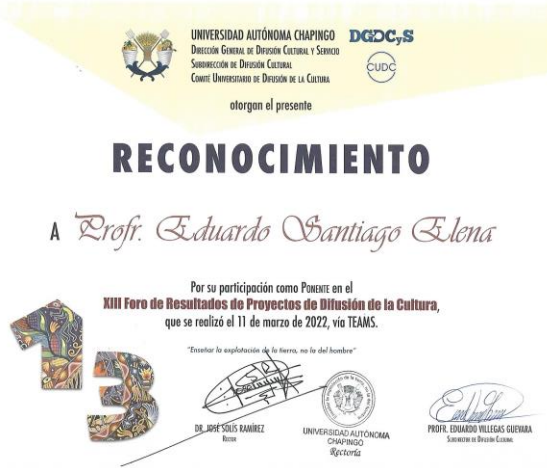 UNIVERSIDAD AUTÓNOMA CHAPINGO
DIRECCIÓN GENERAL DE DIFUSIÓN CULTURAL Y SERVICIO
SUBDIRECCIÓN DE DIFUSIÓN CULTURAL
COMITÉ UNIVERSITARIO DE DIFUSIÓN DE LA CULTURA
DGDCyS
CUDC
otorgan el presente
RECONOCIMIENTO
A Profr. Eduardo Santiago Elena
Por su participación como PONENTE en el
XIII Foro de Resultados de Proyectos de Difusión de la Cultura,
que se realizó el 11 de marzo de 2022, vía TEAMS.
13
"Enseñar la explotación de la tierra, no la del hombre"
DR. JOSÉ SOLÍS RAMÍREZ
RECTOR
UNIVERSIDAD AUTÓNOMA
CHAPINGO
Rectoría
PROFR. EDUARDO VILLEGAS GUEVARA
SUBDIRECTOR DE DIFUSIÓN CULTURAL